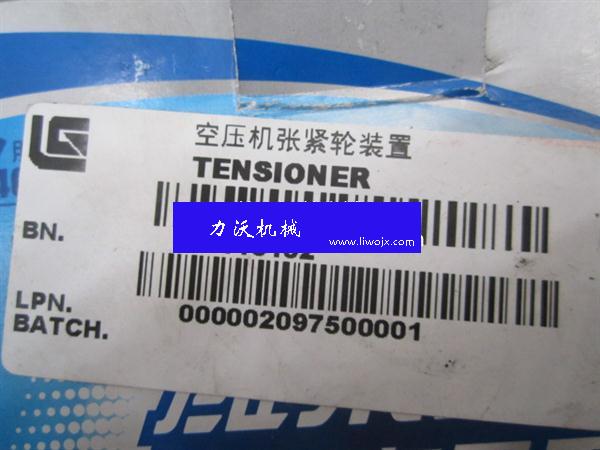 空压机张紧轮装置
TENSIONER
BN.
力沃机械
www.liwojx.com
LPN.
BATCH.
000002097500001